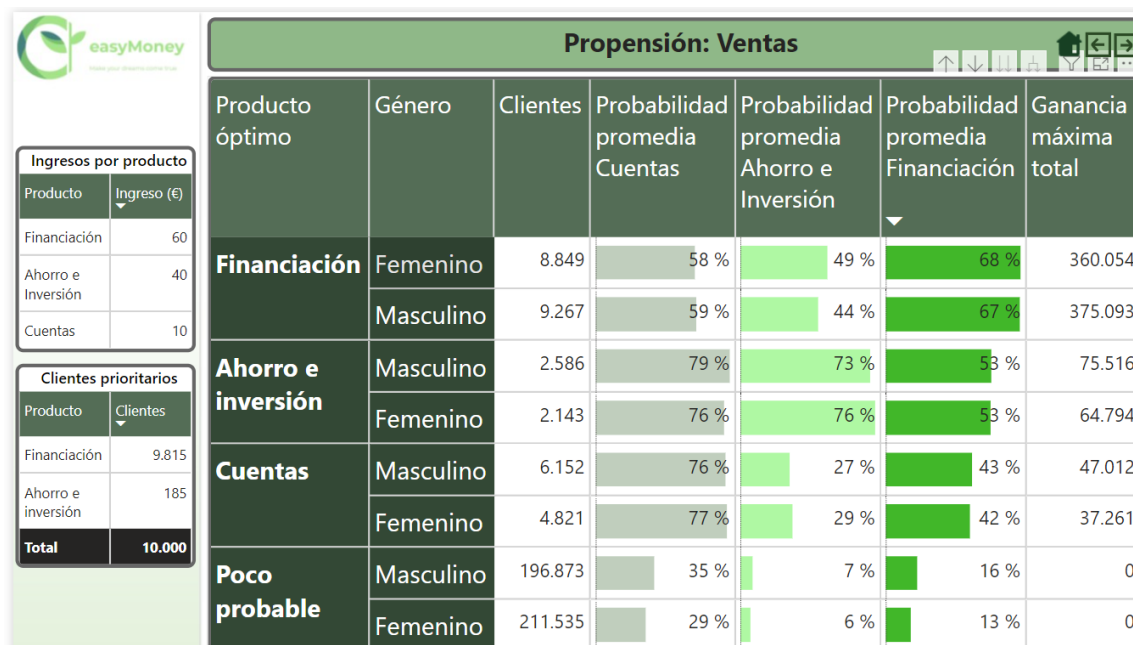 easyMoney
Make your dreams come true
Propensión: Ventas
Ingresos por producto
Producto Ingreso (€)
Financiación 60
Ahorro e
Inversión 40
Cuentas 10
Clientes prioritarios
Producto Clientes
Financiación 9.815
Ahorro e
inversión 185
Total 10.000
Producto
óptimo
Género
Clientes
Probabilidad
promedia
Cuentas
Probabilidad
promedia
Ahorro e
Inversión
Probabilidad
promedia
Financiación
Ganancia
máxima
total
Financiación Femenino 8.849 58 % 49 % 68 % 360.054
Masculino 9.267 59 % 44 % 67 % 375.093
Ahorro e
inversión
Masculino 2.586 79 % 73 % 53 % 75.516
Femenino 2.143 76 % 76 % 53 % 64.794
Cuentas Masculino 6.152 76 % 27 % 43 % 47.012
Femenino 4.821 77 % 29 % 42 % 37.261
Poco
probable
Masculino 196.873 35 % 7 % 16 % 0
Femenino 211.535 29 % 6 % 13 % 0